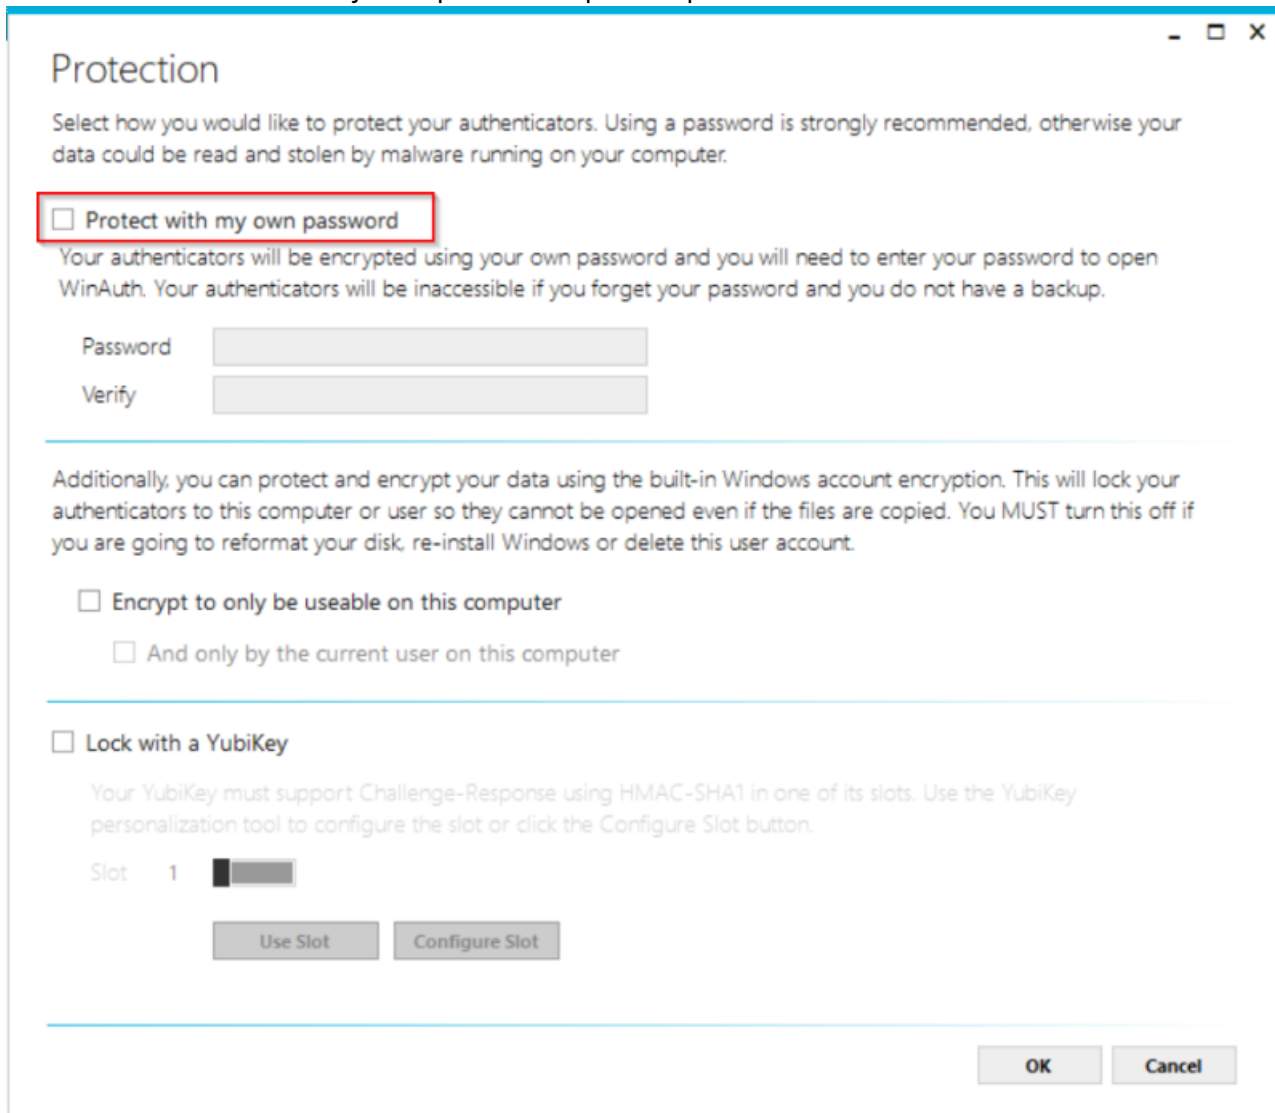 Protection
Select how you would like to protect your authenticators. Using a password is strongly recommended, otherwise your
data could be read and stolen by malware running on your computer.
Protect with my own password
Your authenticators will be encrypted using your own password and you will need to enter your password to open
WinAuth. Your authenticators will be inaccessible if you forget your password and you do not have a backup.
Password
Verify
Additionally, you can protect and encrypt your data using the built-in Windows account encryption. This will lock your
authenticators to this computer or user so they cannot be opened even if the files are copied. You MUST turn this off if
you are going to reformat your disk, re-install Windows or delete this user account.
Encrypt to only be useable on this computer
And only by the current user on this computer
Lock with a YubiKey
Your YubiKey must support Challenge-Response using HMAC-SHA1 in one of its slots. Use the YubiKey
personalization tool to configure the slot or click the Configure Slot button.
Slot 1
Use Slot Configure Slot
OK Cancel